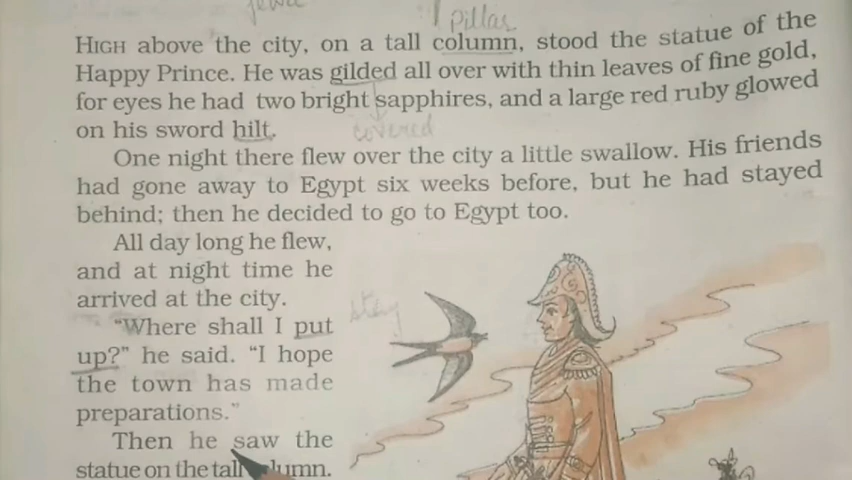 Pillar
HIGH above the city, on a tall column, stood the statue of the
Happy Prince. He was gilded all over with thin leaves of fine gold,
for eyes he had two bright sapphires, and a large red ruby glowed
on his sword hilt.
covered
One night there flew over the city a little swallow. His friends
had gone away to Egypt six weeks before, but he had stayed
behind; then he decided to go to Egypt too.
All day long he flew,
and at night time he
arrived at the city.
stay
"Where shall I put
up?" he said. "I hope
the town has made
preparations."
Then he saw the
statue on the tall